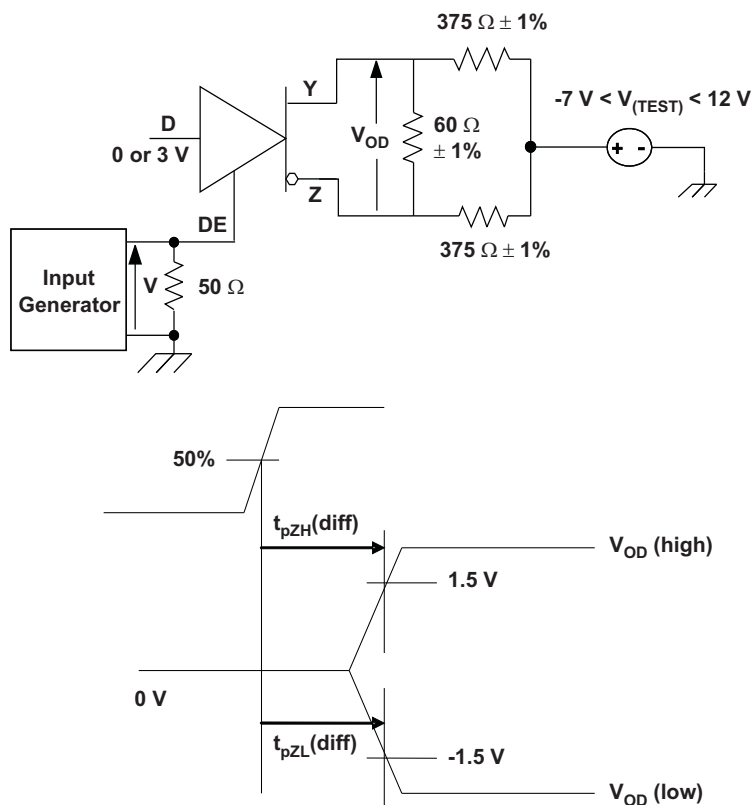 375 Ω ± 1%
Y
-7 V < V(TEST) < 12 V
D
0 or 3 V
VOD
60 Ω
± 1%
+ -
Z
DE
375 Ω ± 1%
Input
Generator
V
50 Ω
50%
tpZH(diff)
VOD (high)
1.5 V
0 V
tpZL(diff)
-1.5 V
VOD (low)